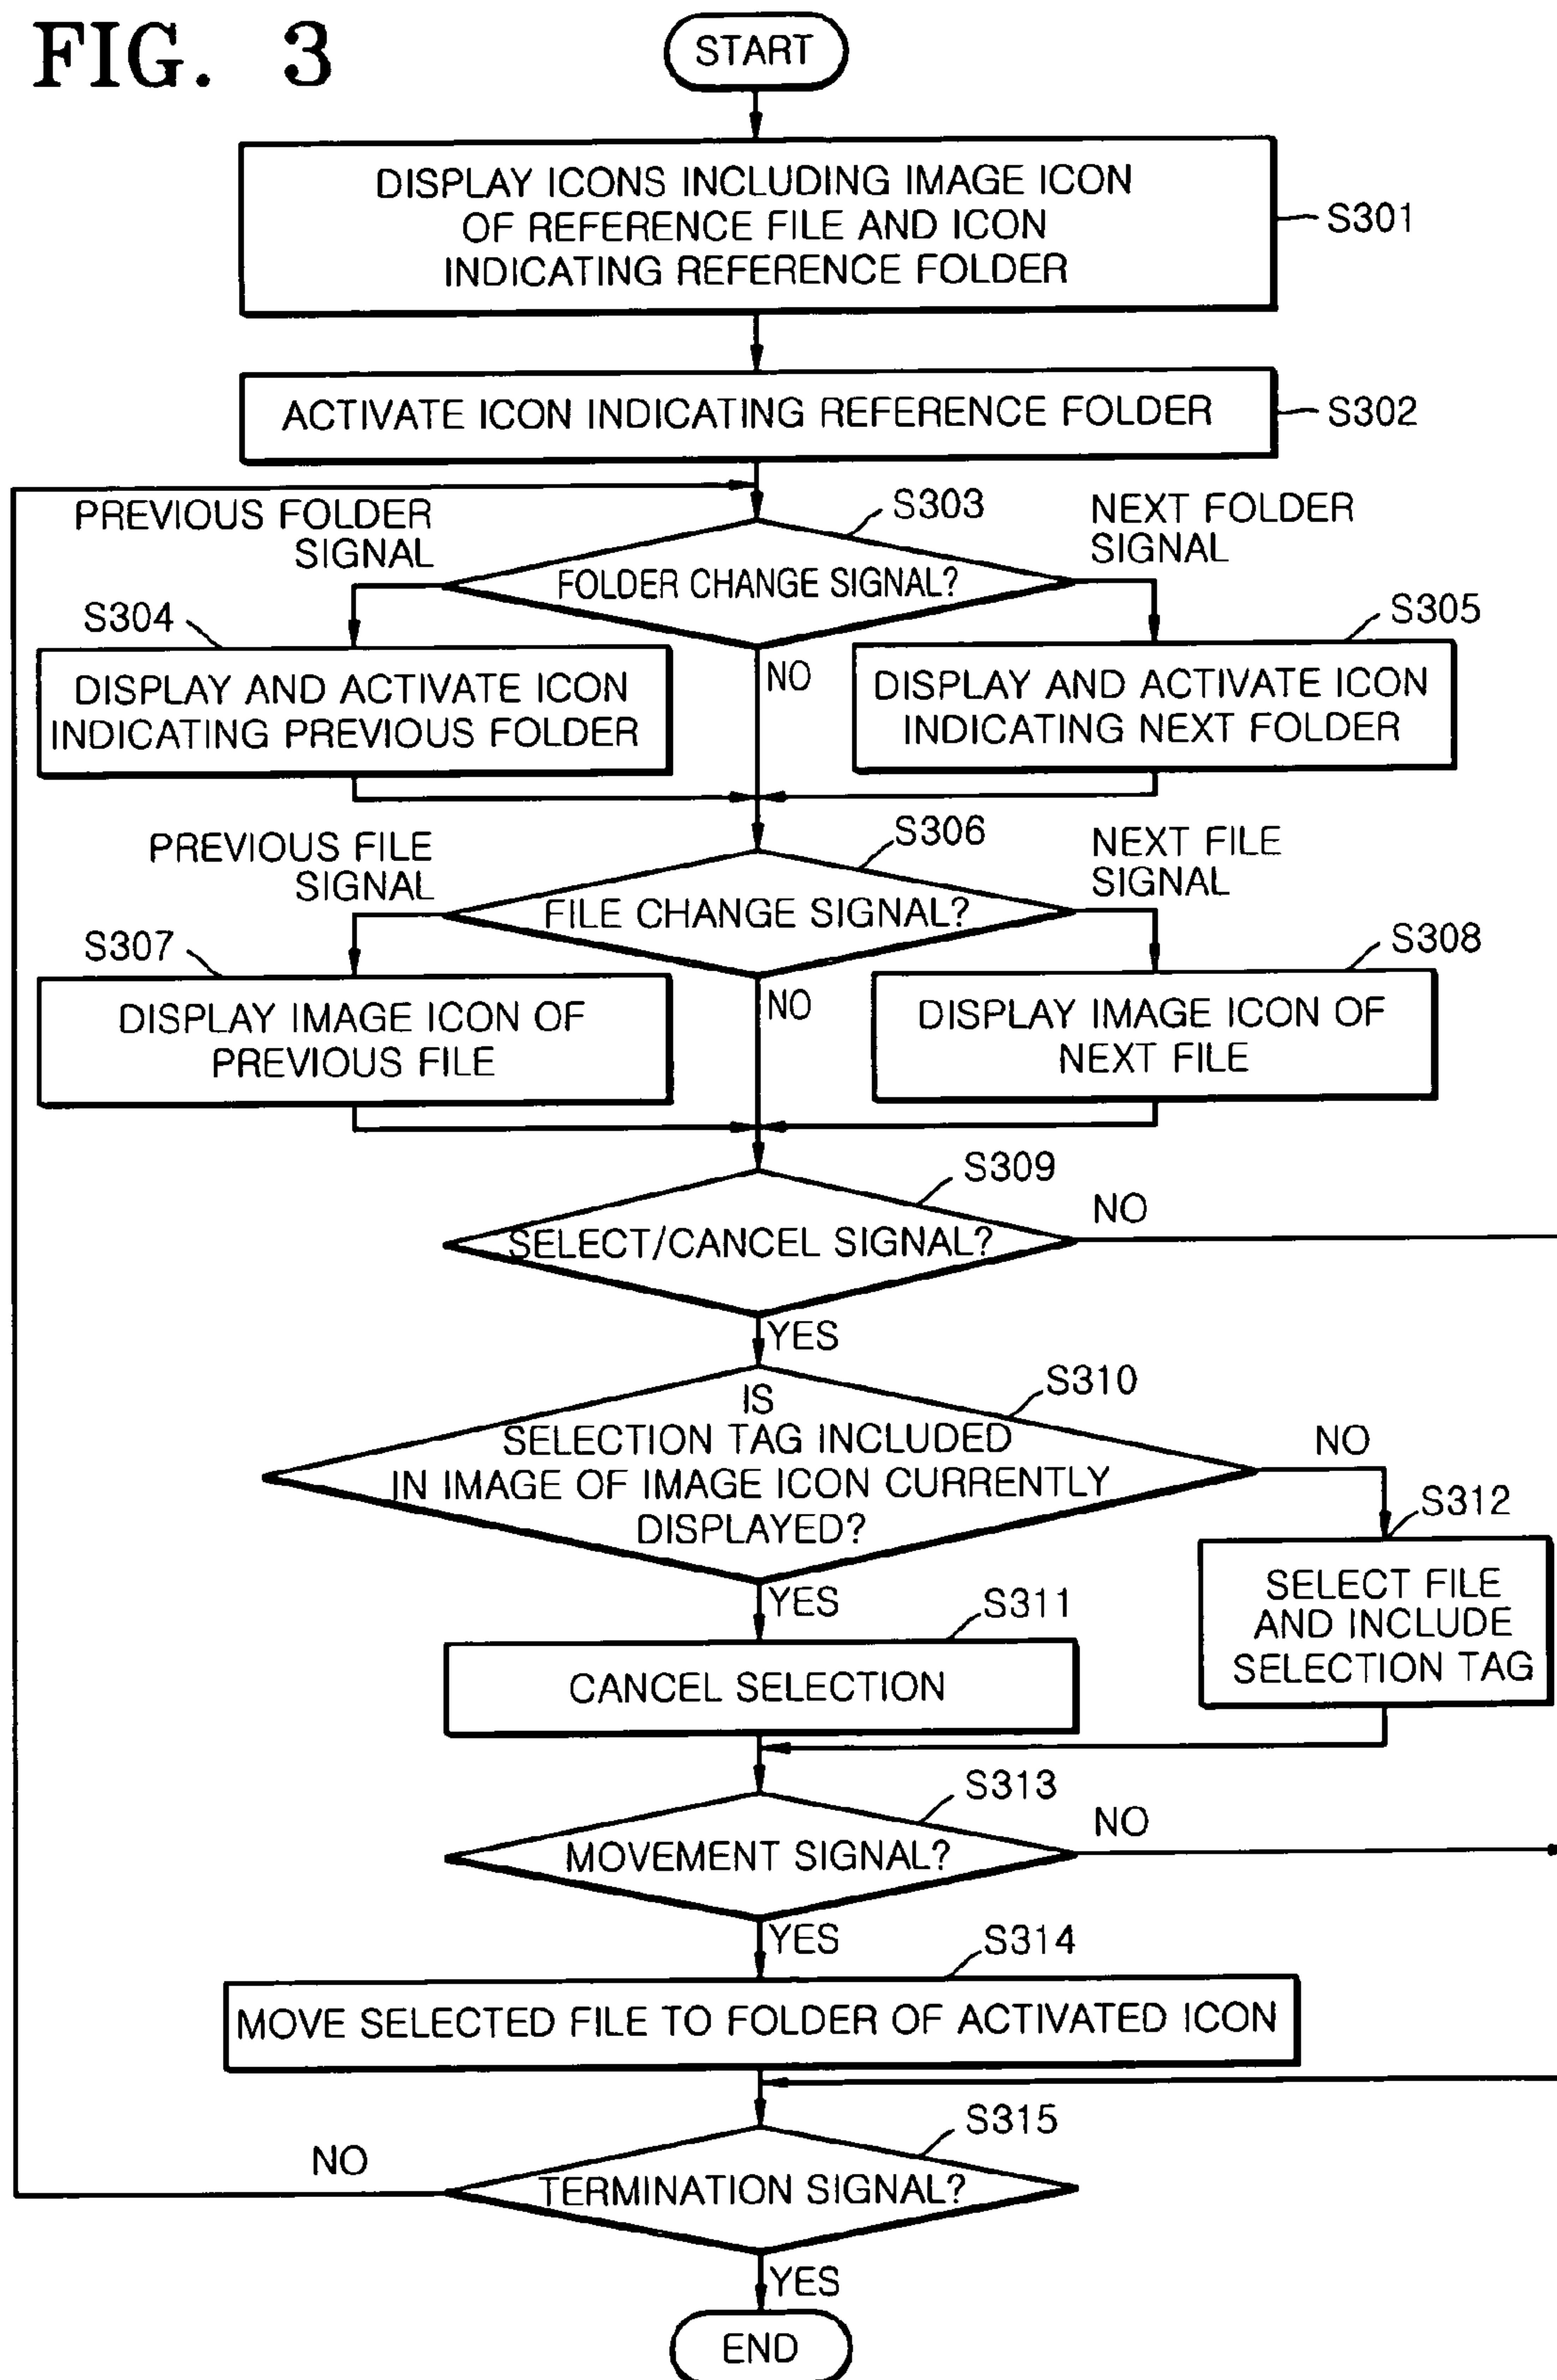 FIG. 3
START
DISPLAY ICONS INCLUDING IMAGE ICON
OF REFERENCE FILE AND ICON
INDICATING REFERENCE FOLDER
S301
ACTIVATE ICON INDICATING REFERENCE FOLDER
S302
PREVIOUS FOLDER
SIGNAL
S303
NEXT FOLDER
SIGNAL
FOLDER CHANGE SIGNAL?
S304
S305
DISPLAY AND ACTIVATE ICON
INDICATING PREVIOUS FOLDER
NO
DISPLAY AND ACTIVATE ICON
INDICATING NEXT FOLDER
PREVIOUS FILE
SIGNAL
S306
NEXT FILE
SIGNAL
FILE CHANGE SIGNAL?
S307
S308
DISPLAY IMAGE ICON OF
PREVIOUS FILE
NO
DISPLAY IMAGE ICON OF
NEXT FILE
S309
NO
SELECT/CANCEL SIGNAL?
YES
S310
IS
SELECTION TAG INCLUDED
IN IMAGE OF IMAGE ICON CURRENTLY
DISPLAYED?
NO
S312
SELECT FILE
AND INCLUDE
SELECTION TAG
YES
S311
CANCEL SELECTION
S313
NO
MOVEMENT SIGNAL?
YES
S314
MOVE SELECTED FILE TO FOLDER OF ACTIVATED ICON
S315
NO
TERMINATION SIGNAL?
YES
END